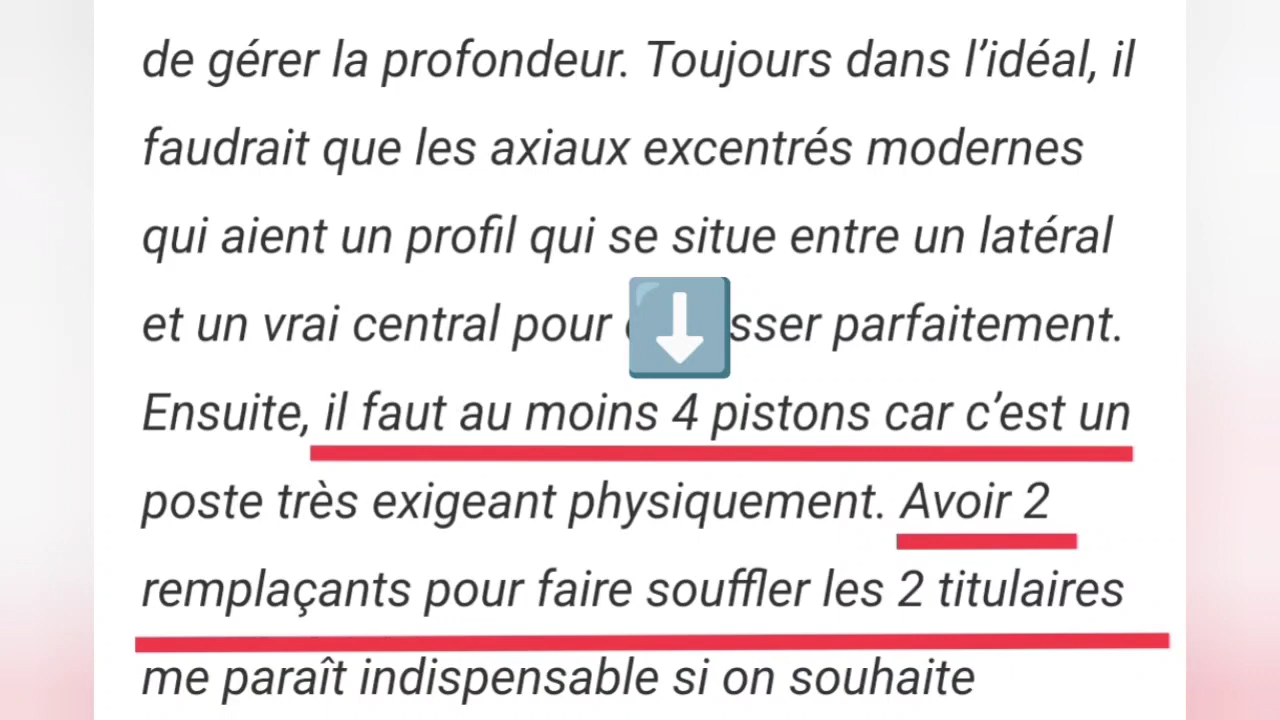 de gérer la profondeur. Toujours dans l’idéal, il
faudrait que les axiaux excentrés modernes
qui aient un profil qui se situe entre un latéral
et un vrai central pour sser parfaitement.
Ensuite, il faut au moins 4 pistons car c’est un
poste très exigeant physiquement. Avoir 2
remplaçants pour faire souffler les 2 titulaires
me paraît indispensable si on souhaite